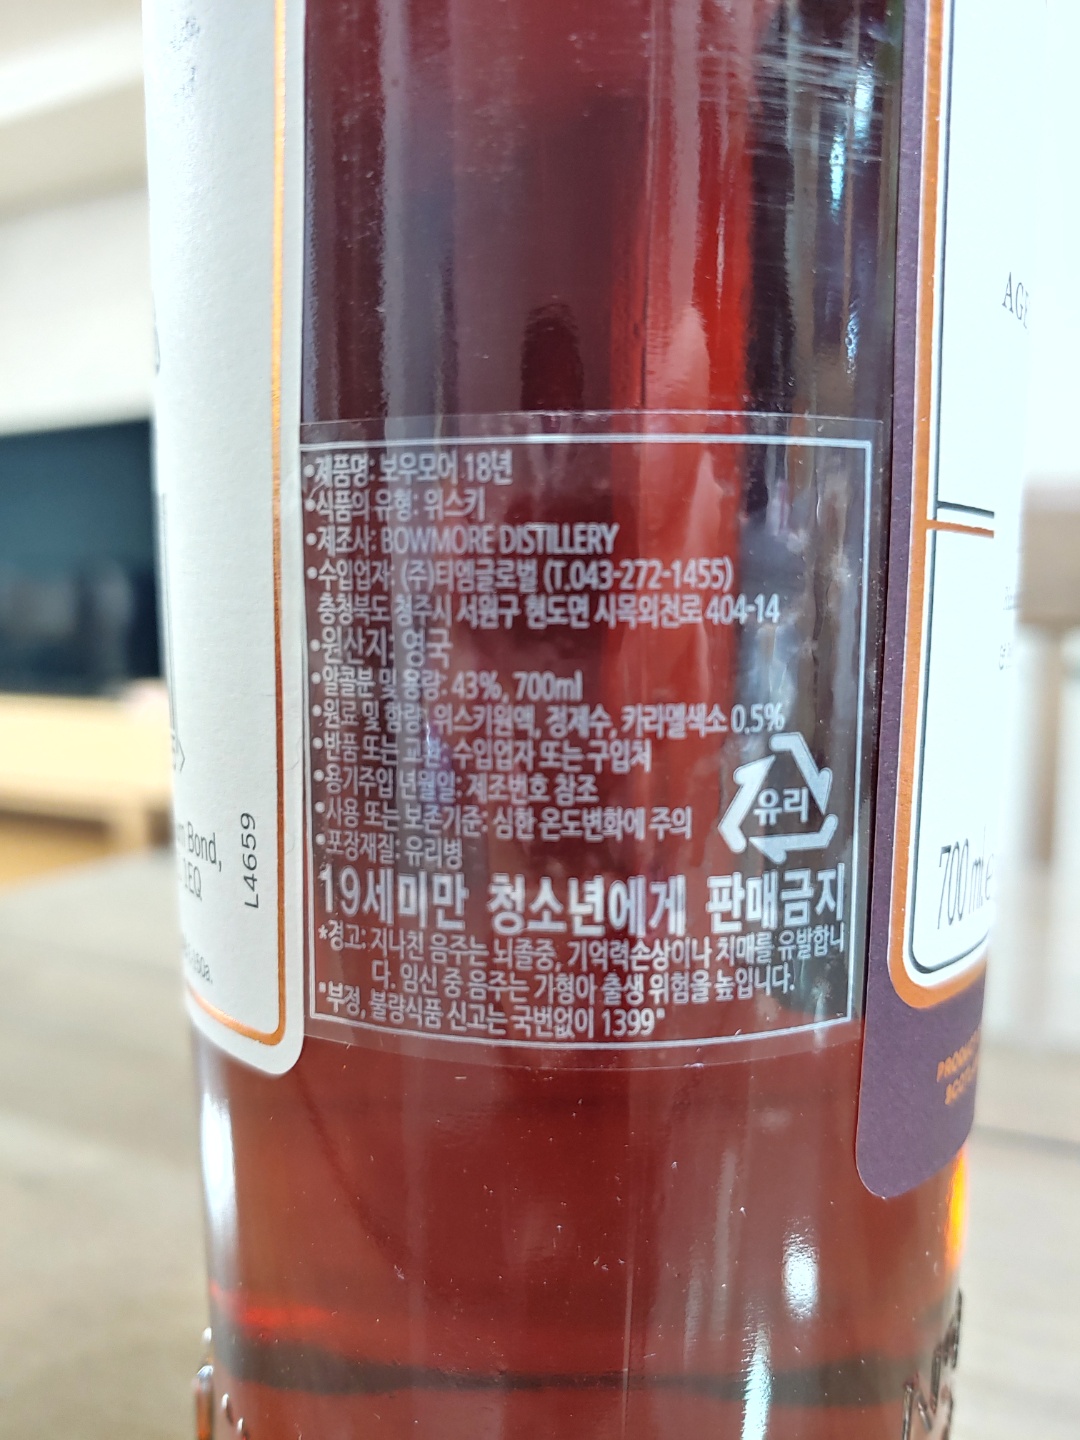 •제품명: 보우모어 18년
•식품의 유형: 위스키
•제조사: BOWMORE DISTILLERY
•수입업자: (주)티엠글로벌 (T.043-272-1455)
충청북도 청주시 서원구 현도면 시목외천로 404-14
•원산지: 영국
•알콜분 및 용량: 43%, 700ml
•원료 및 함량: 위스키원액, 정제수, 카라멜색소 0.5%
•반품 또는 교환: 수입업자 또는 구입처
•용기주입 년월일: 제조번호 참조
•사용 또는 보존기준: 심한 온도변화에 주의
•포장재질: 유리병
유리
19세미만 청소년에게 판매금지
*경고: 지나친 음주는 뇌졸중, 기억력손상이나 치매를 유발합니
다. 임신 중 음주는 기형아 출생 위험을 높입니다.
"부정, 불량식품 신고는 국번없이 1399"
Bond,
1EQ
L4659
AGE
700 ml e